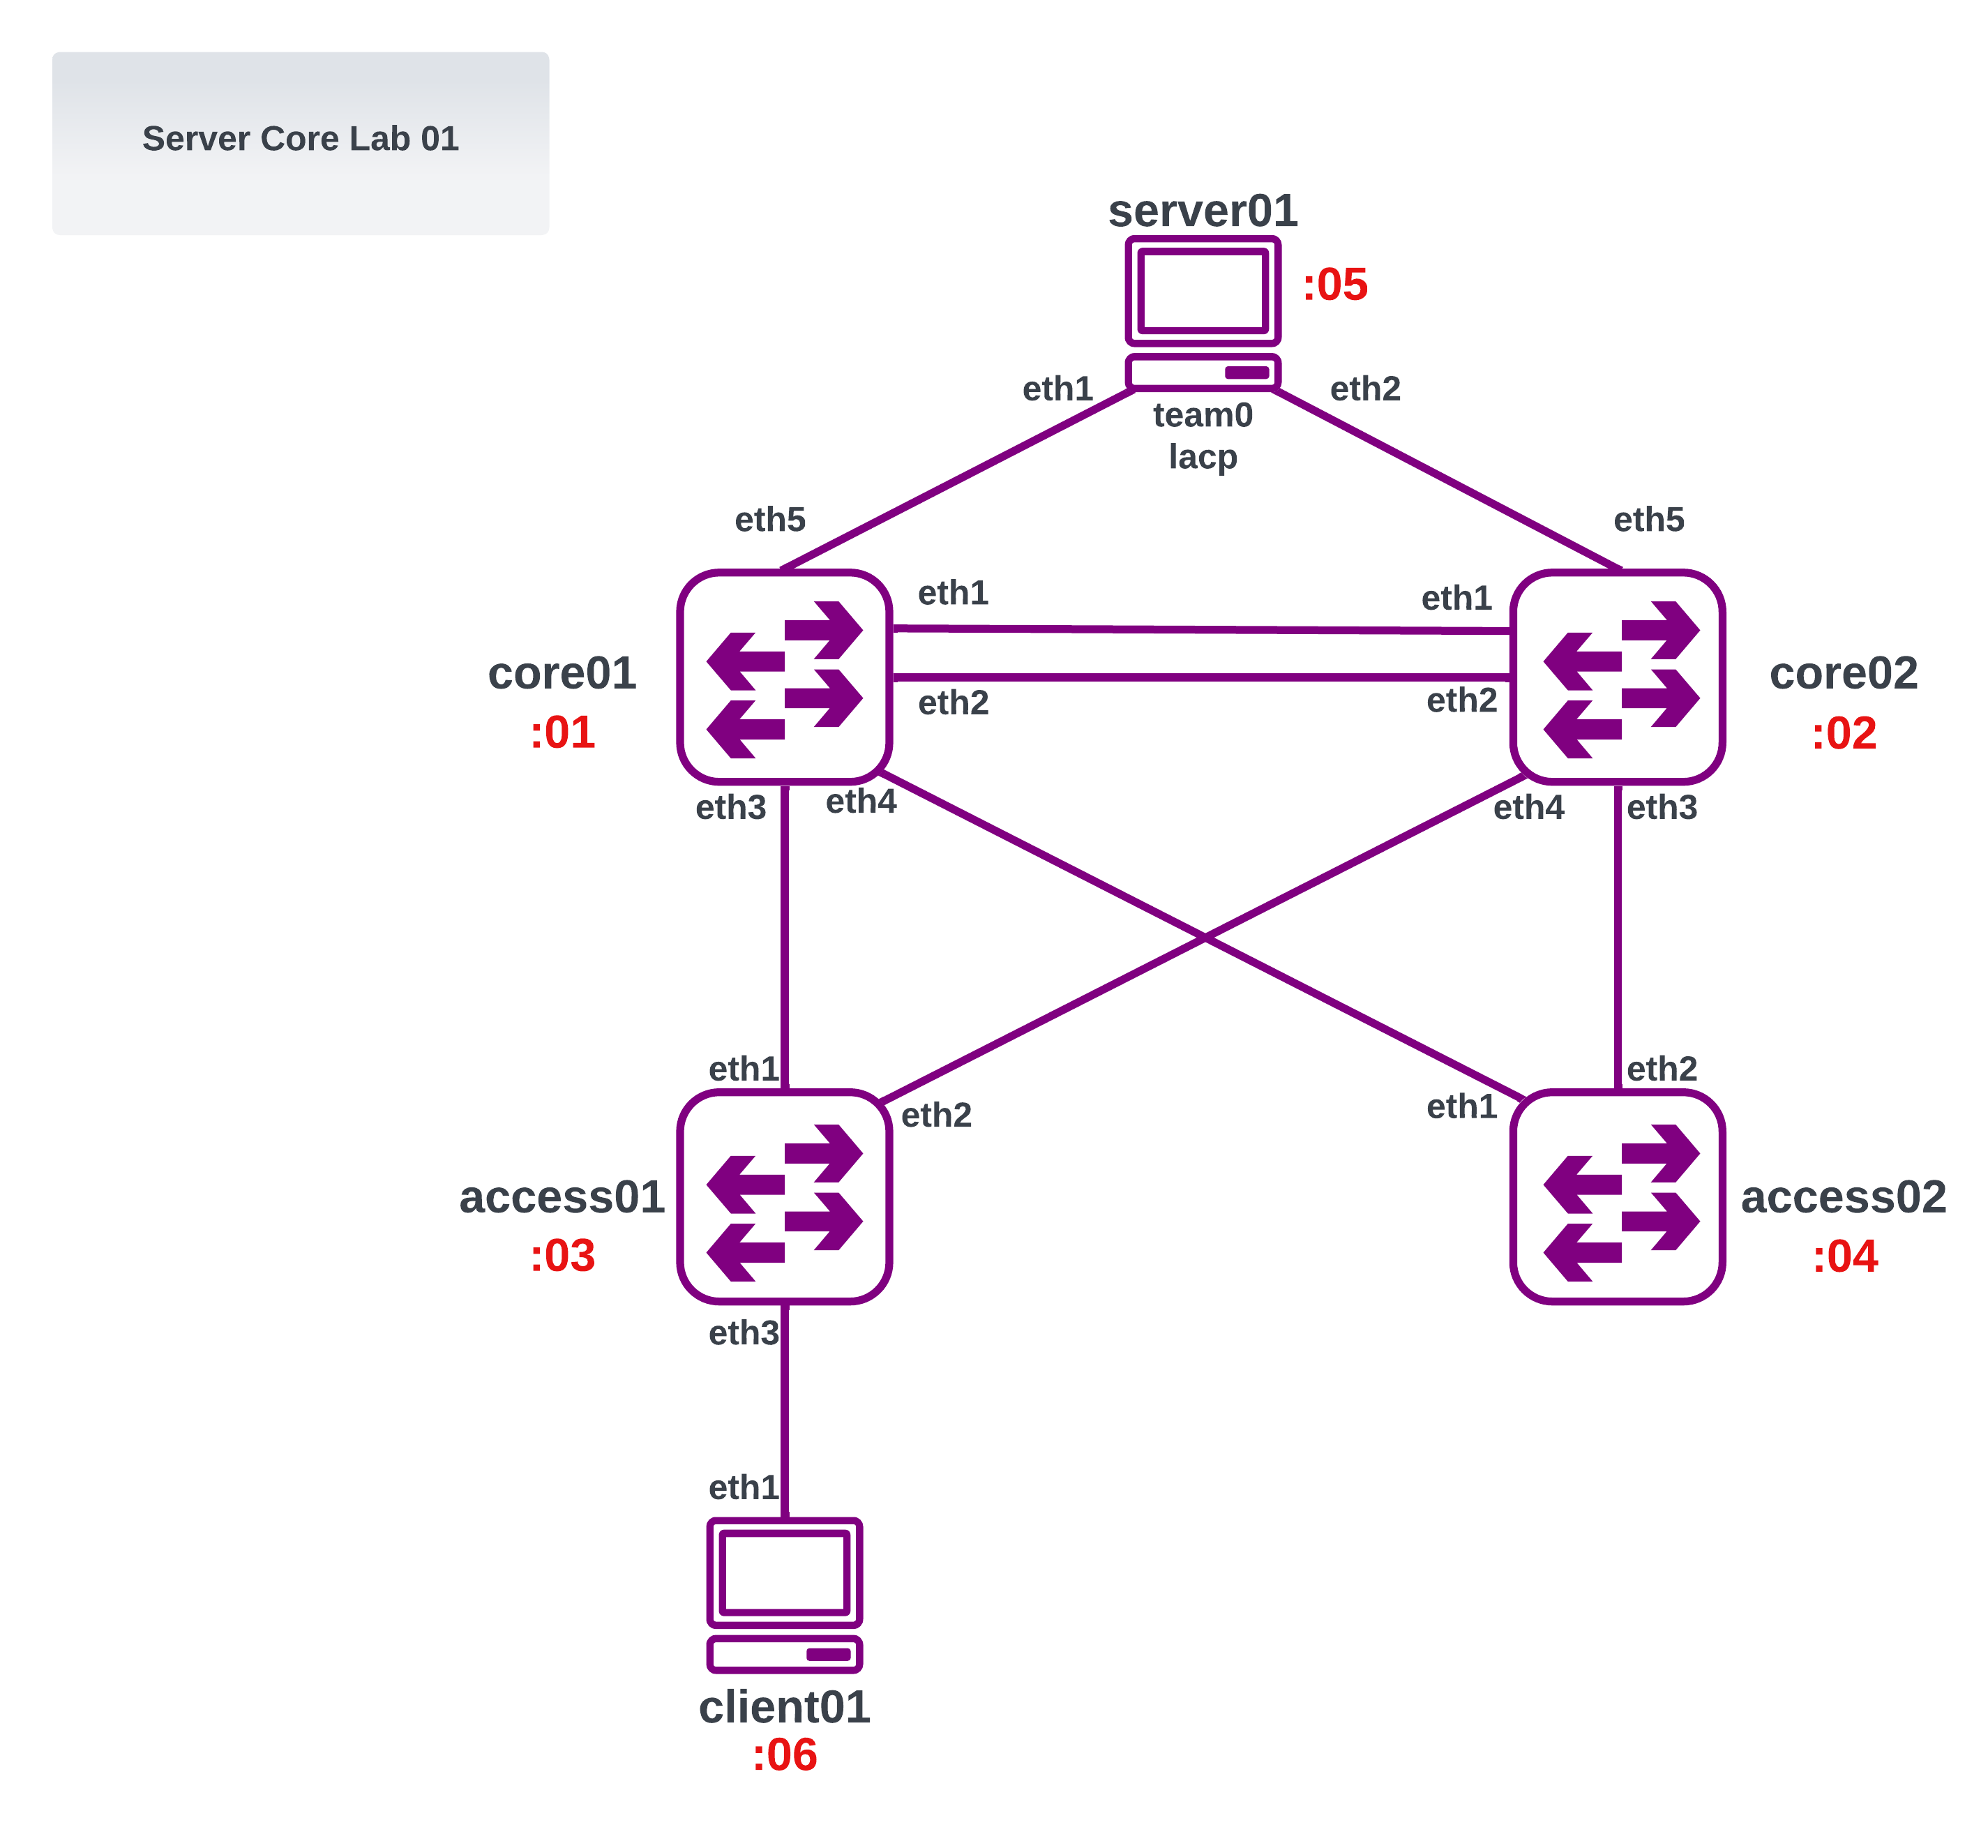 Server Core Lab 01
server01
:05
eth1
eth2
team0
lacp
eth5
eth5
eth1
eth1
core01
:01
eth2
eth2
core02
:02
eth3
eth4
eth4
eth3
eth1
eth2
eth1
eth2
access01
:03
access02
:04
eth3
eth1
client01
:06